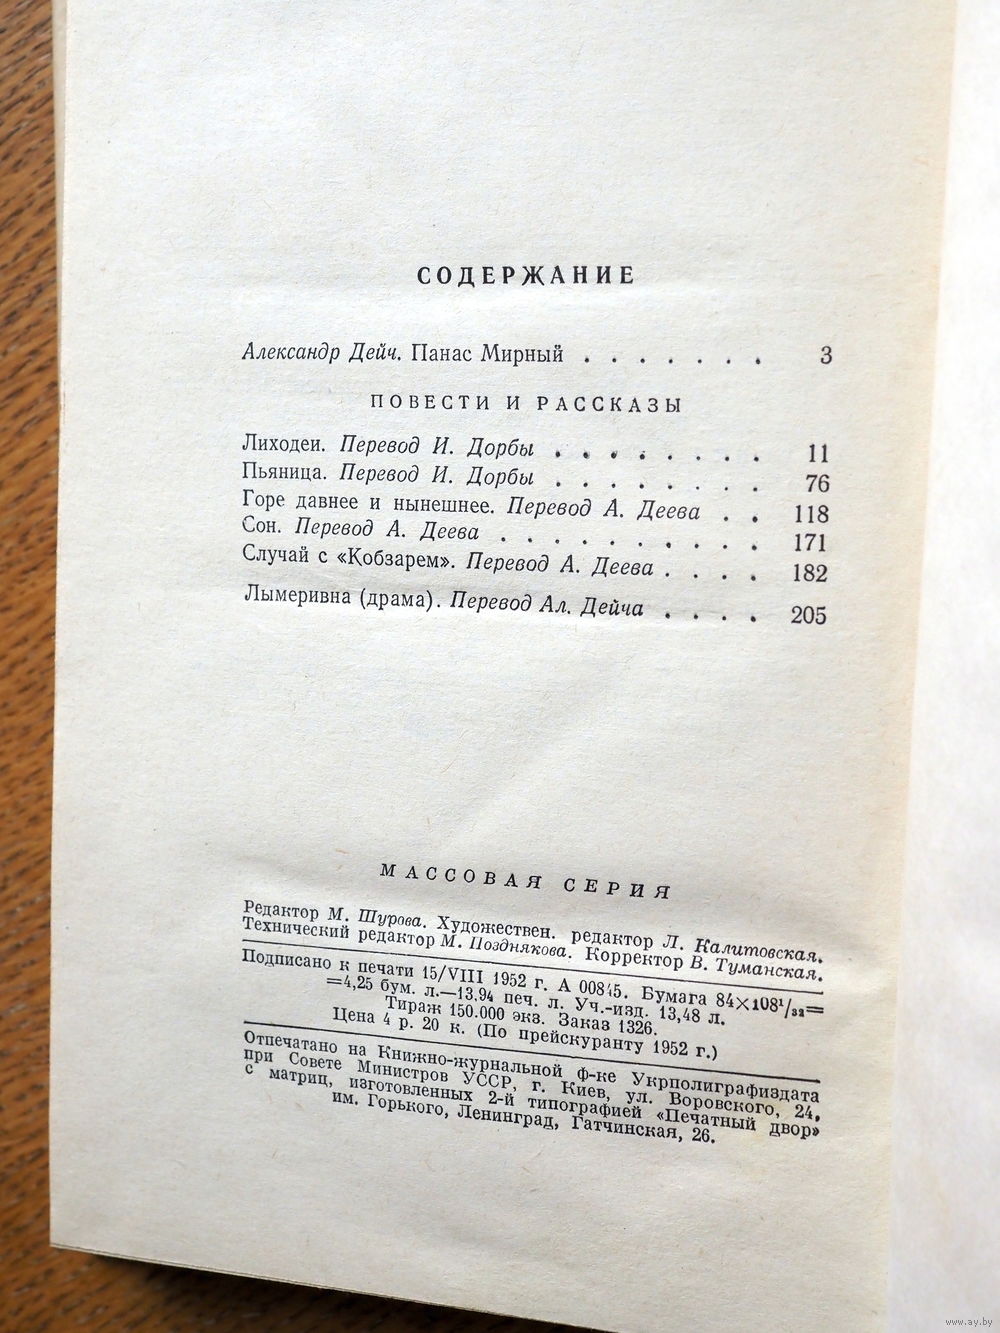 СОДЕРЖАНИЕ
Александр Дейч. Панас Мирный . . . . . . . 3
ПОВЕСТИ И РАССКАЗЫ
Лиходеи. Перевод И. Дорбы . . . . . . . . 11
Пьяница. Перевод И. Дорбы . . . . . . . . 76
Горе давнее и нынешнее. Перевод А. Деева . . 118
Сон. Перевод А. Деева . . . . . . . . . . 171
Случай с «Кобзарем». Перевод А. Деева . . . . 182
Лымеривна (драма). Перевод Ал. Дейча . . . . 205
МАССОВАЯ СЕРИЯ
Редактор М. Шурова. Художествен. редактор Л. Калитовская.
Технический редактор М. Позднякова. Корректор В. Туманская.
Подписано к печати 15/VIII 1952 г. А 00845. Бумага 84×108¹/₃₂=
=4,25 бум. л.—13,94 печ. л. Уч.-изд. 13,48 л.
Тираж 150.000 экз. Заказ 1326.
Цена 4 р. 20 к. (По прейскуранту 1952 г.)
Отпечатано на Книжно-журнальной ф-ке Укрполиграфиздата
при Совете Министров УССР, г. Киев, ул. Воровского, 24,
с матриц, изготовленных 2-й типографией «Печатный двор»
им. Горького, Ленинград, Гатчинская, 26.
www.ay.by